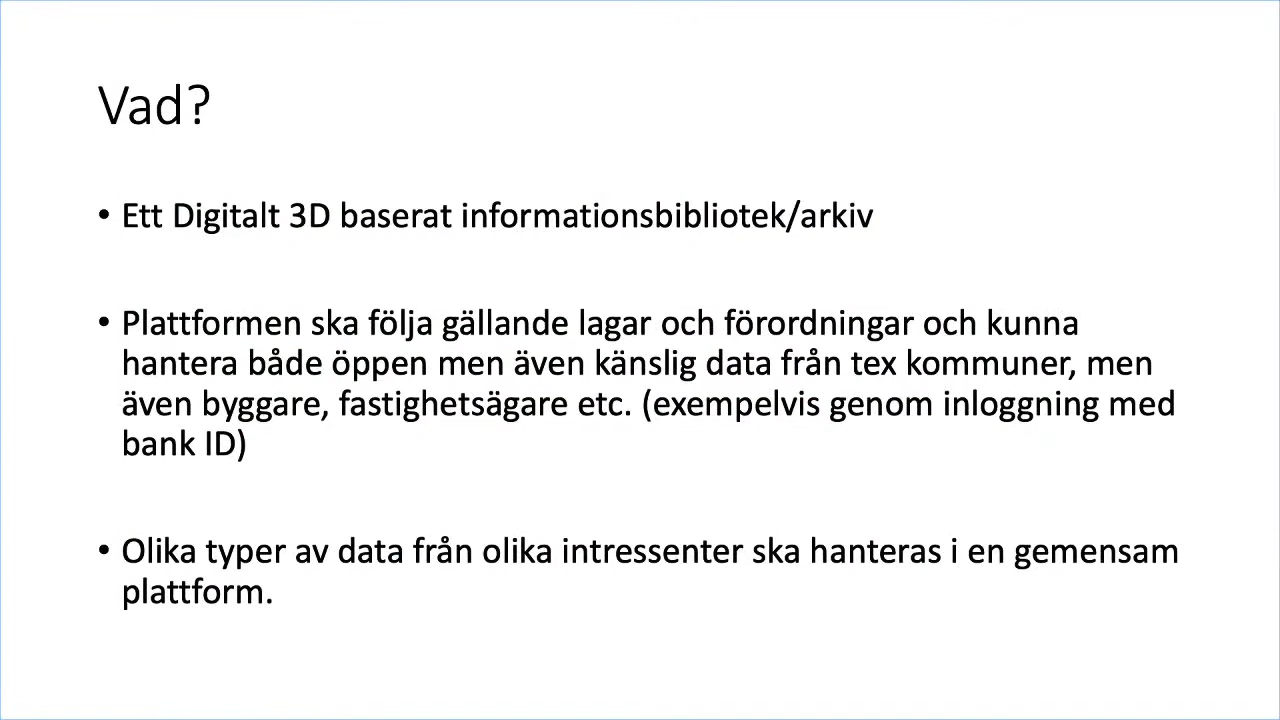 Vad?
• Ett Digitalt 3D baserat informationsbibliotek/arkiv
• Plattformen ska följa gällande lagar och förordningar och kunna
hantera både öppen men även känslig data från tex kommuner, men
även byggare, fastighetsägare etc. (exempelvis genom inloggning med
bank ID)
• Olika typer av data från olika intressenter ska hanteras i en gemensam
plattform.